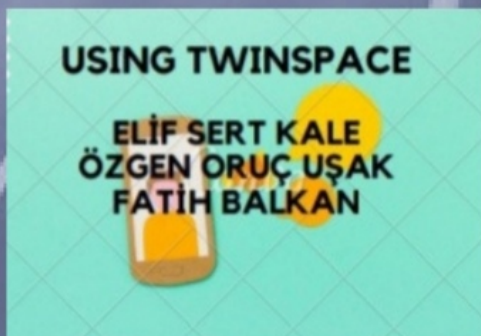 USING TWINSPACE
ELİF SERT KALE
ÖZGEN ORUÇ UŞAK
FATİH BALKAN